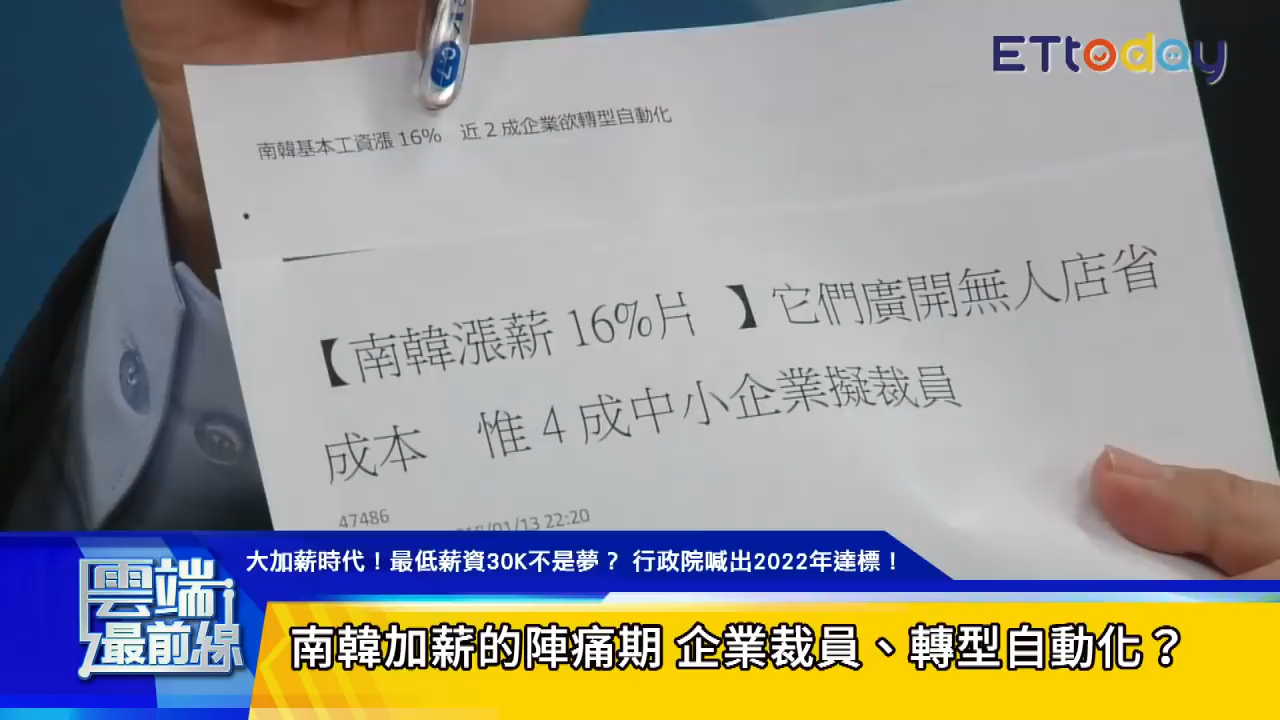 ETtoday
南韓基本工資漲 16% 近 2 成企業欲轉型自動化
【南韓漲薪 16%片 】它們廣開無人店省
成本 惟 4 成中小企業擬裁員
47486
/01/13 22:20
大加薪時代！最低薪資30K不是夢？ 行政院喊出2022年達標！
雲端
最前線
南韓加薪的陣痛期 企業裁員、轉型自動化？